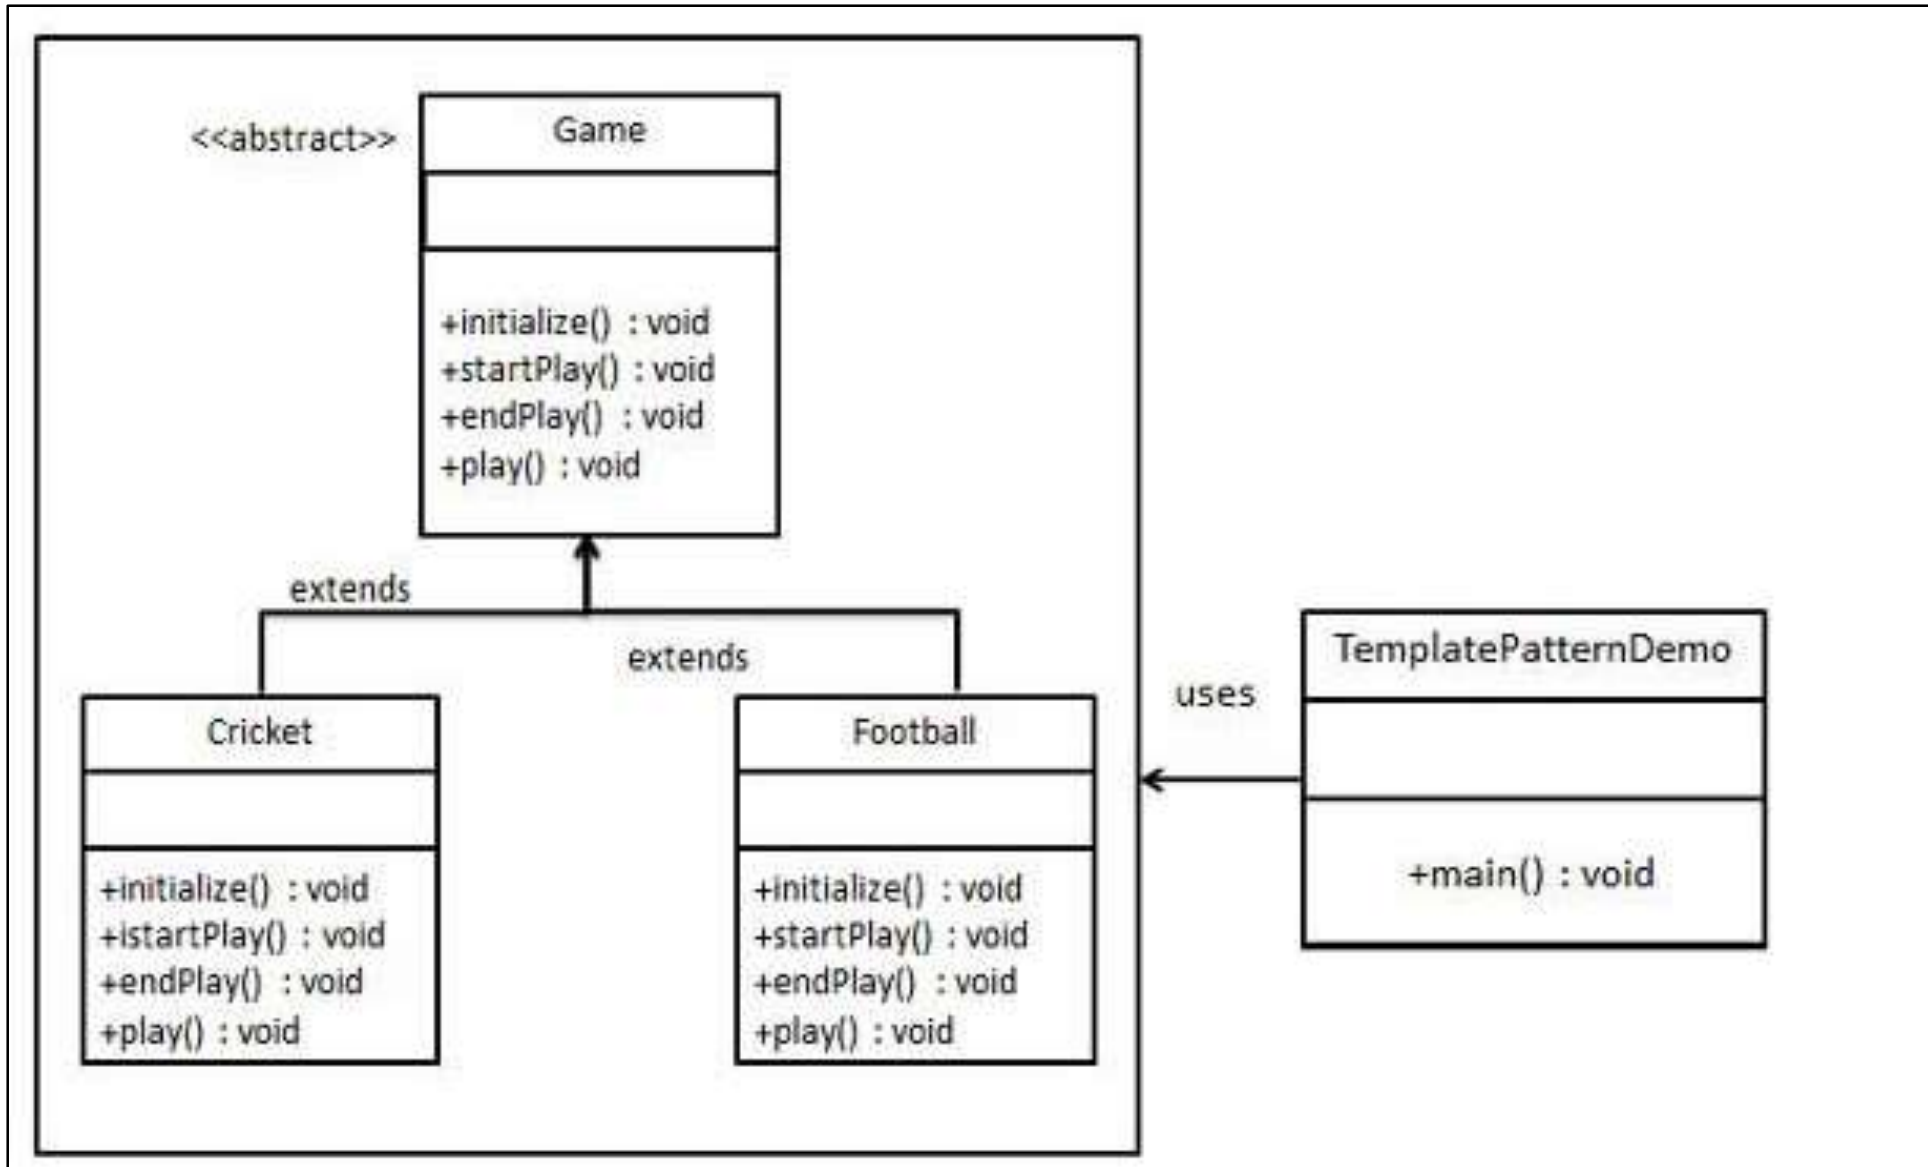 <<abstract>>
Game
+initialize() : void
+startPlay() : void
+endPlay() : void
+play() : void
extends
extends
Cricket
+initialize() : void
+istartPlay() : void
+endPlay() : void
+play() : void
Football
+initialize() : void
+startPlay() : void
+endPlay() : void
+play() : void
uses
TemplatePatternDemo
+main() : void